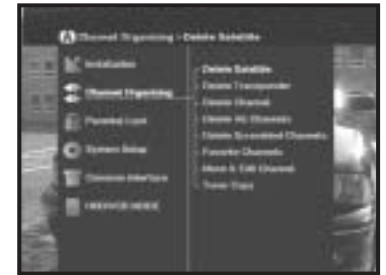 Channel Organizing - Delete Satellite
Installation
Channel Organizing
Parental Lock
System Setup
Common Interface
Delete Satellite
Delete Transponder
Delete Channel
Delete All Channels
Delete Scrambled Channels
Favorite Channels
Move & Edit Channel
Tuner Copy